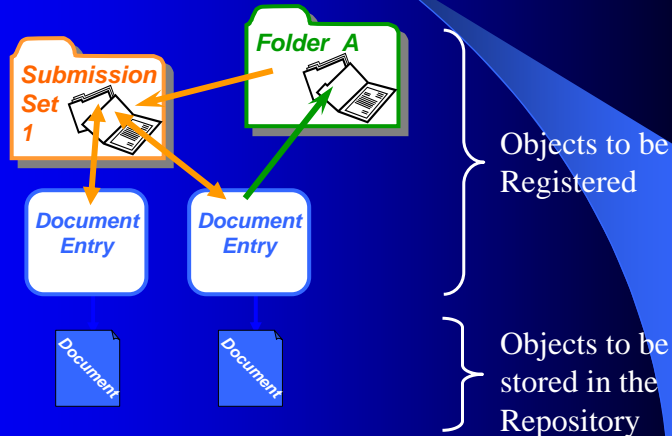 Folder A
Submission
Set
1
Objects to be
Registered
Document
Entry
Document
Entry
Document
Document
Objects to be
stored in the
Repository